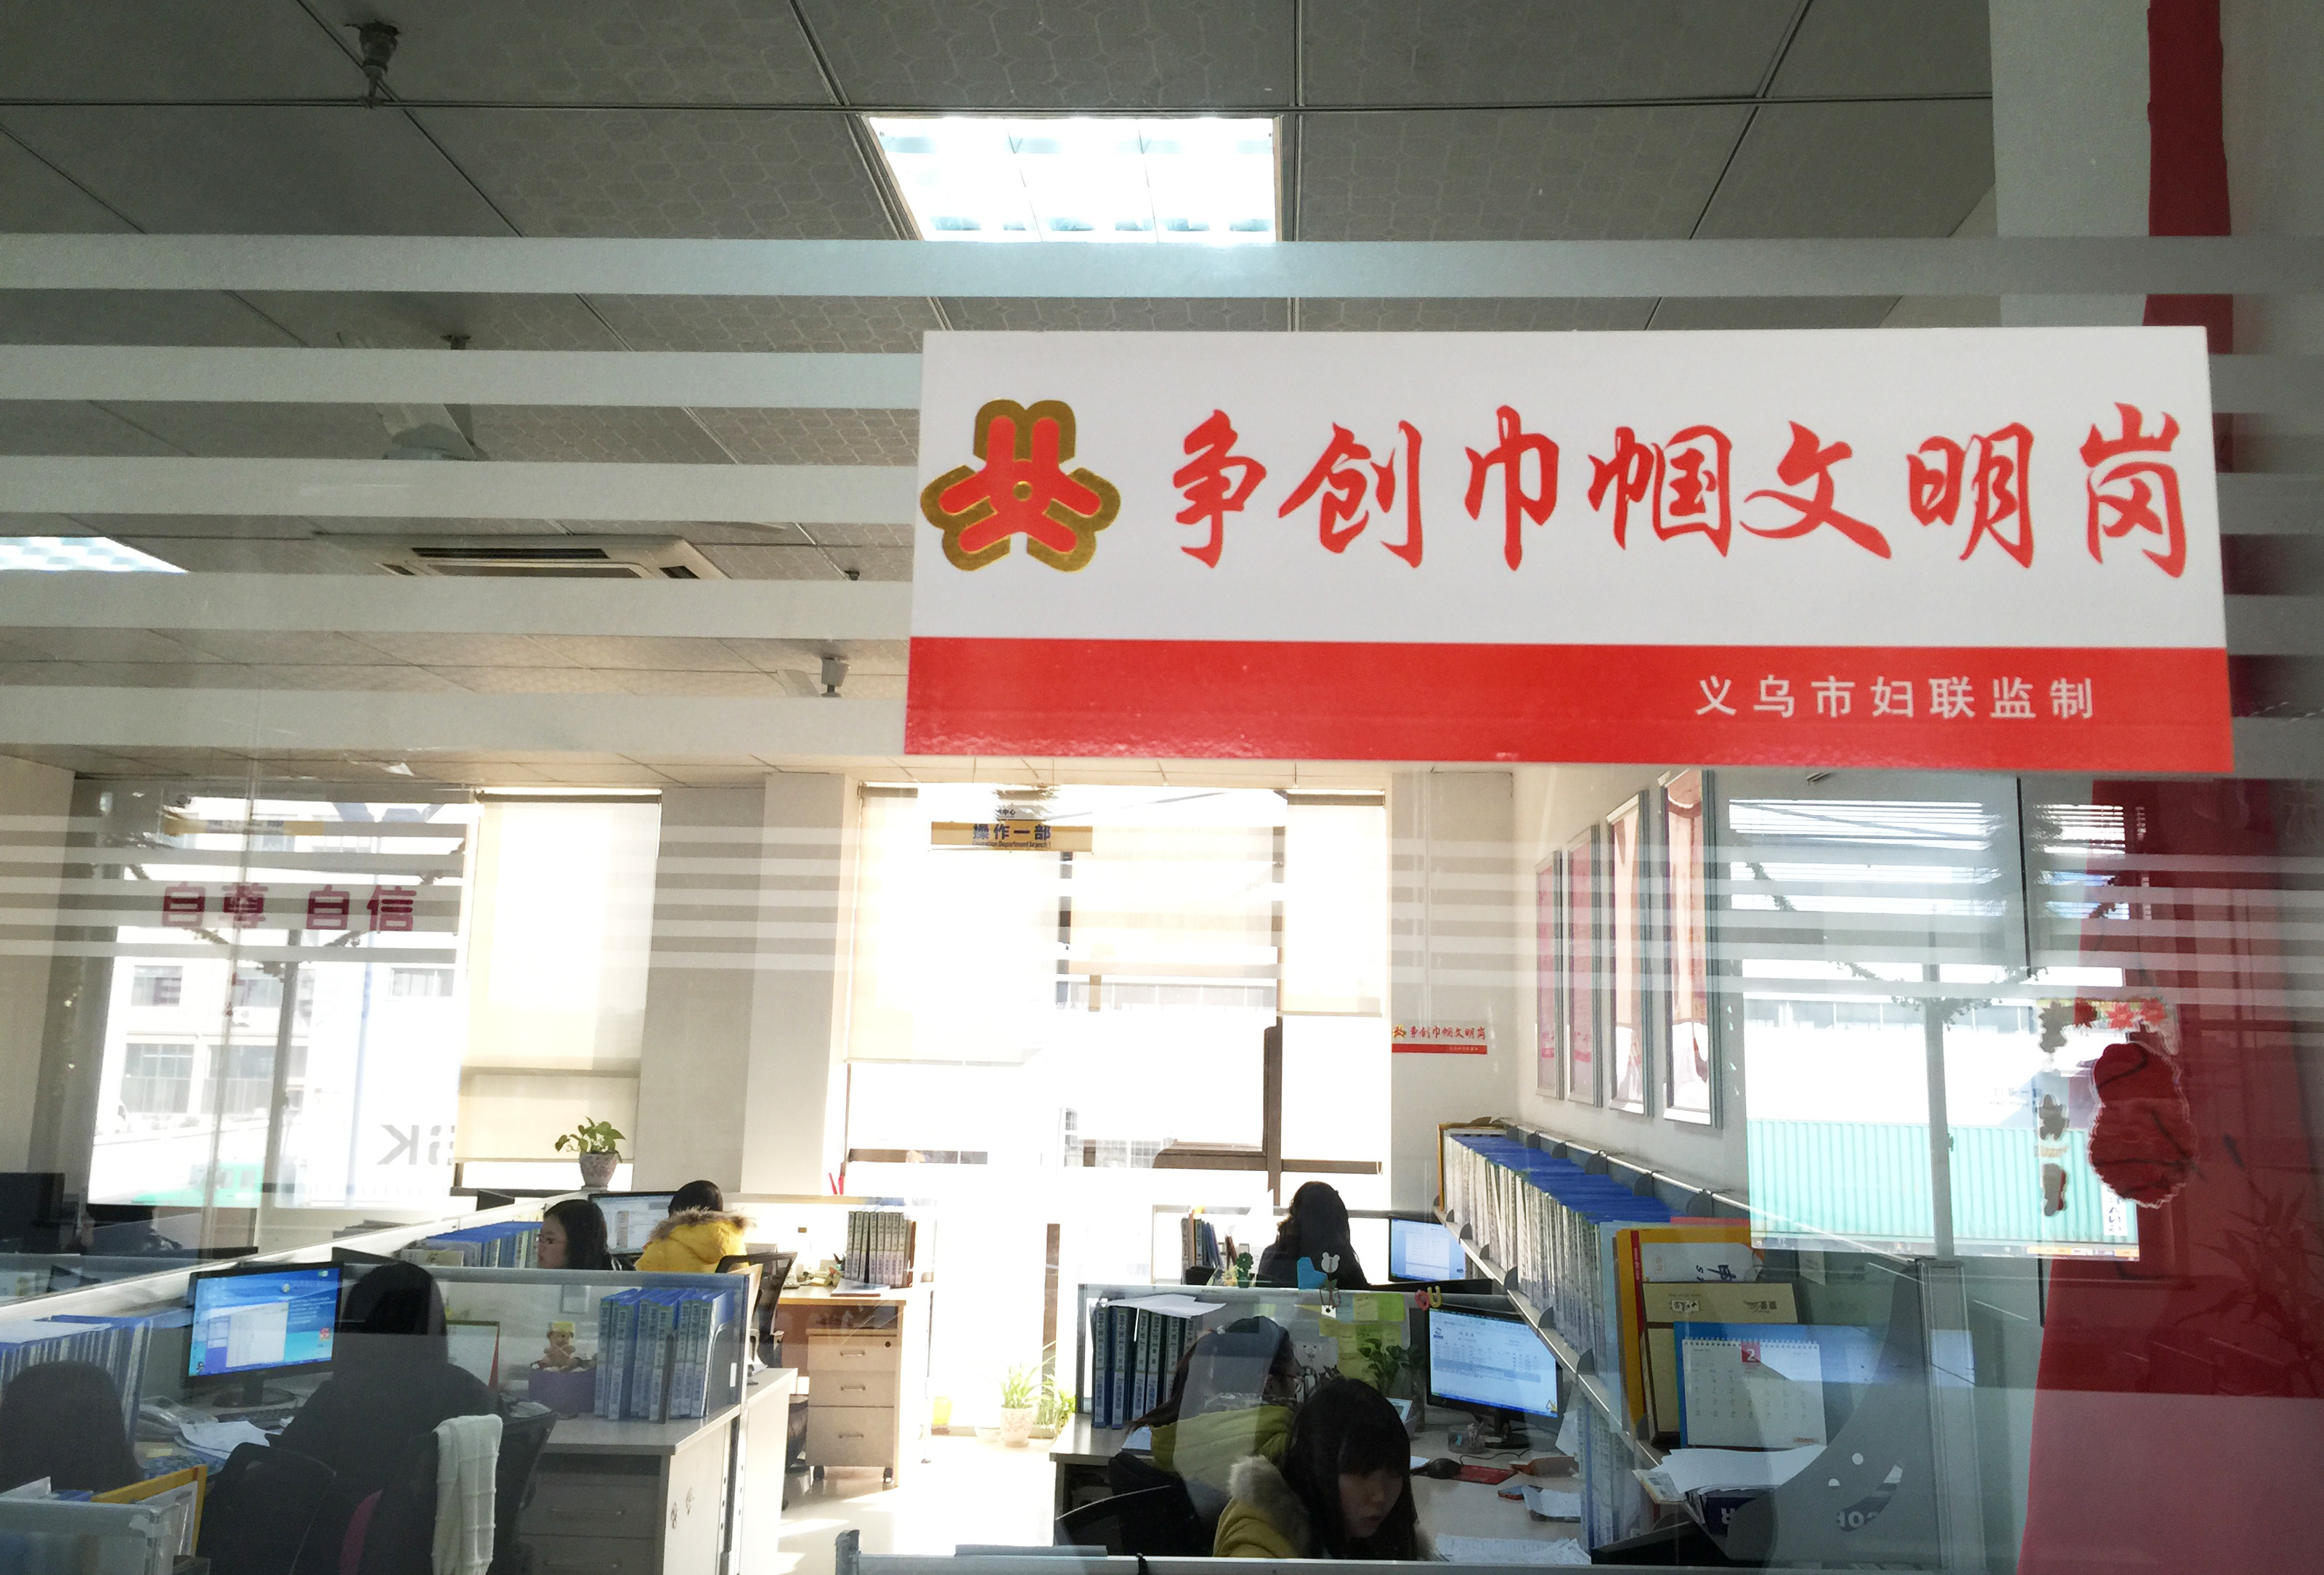 争创巾帼文明岗
义乌市妇联监制
操作一部
自尊 自信
争创巾帼文明岗
2